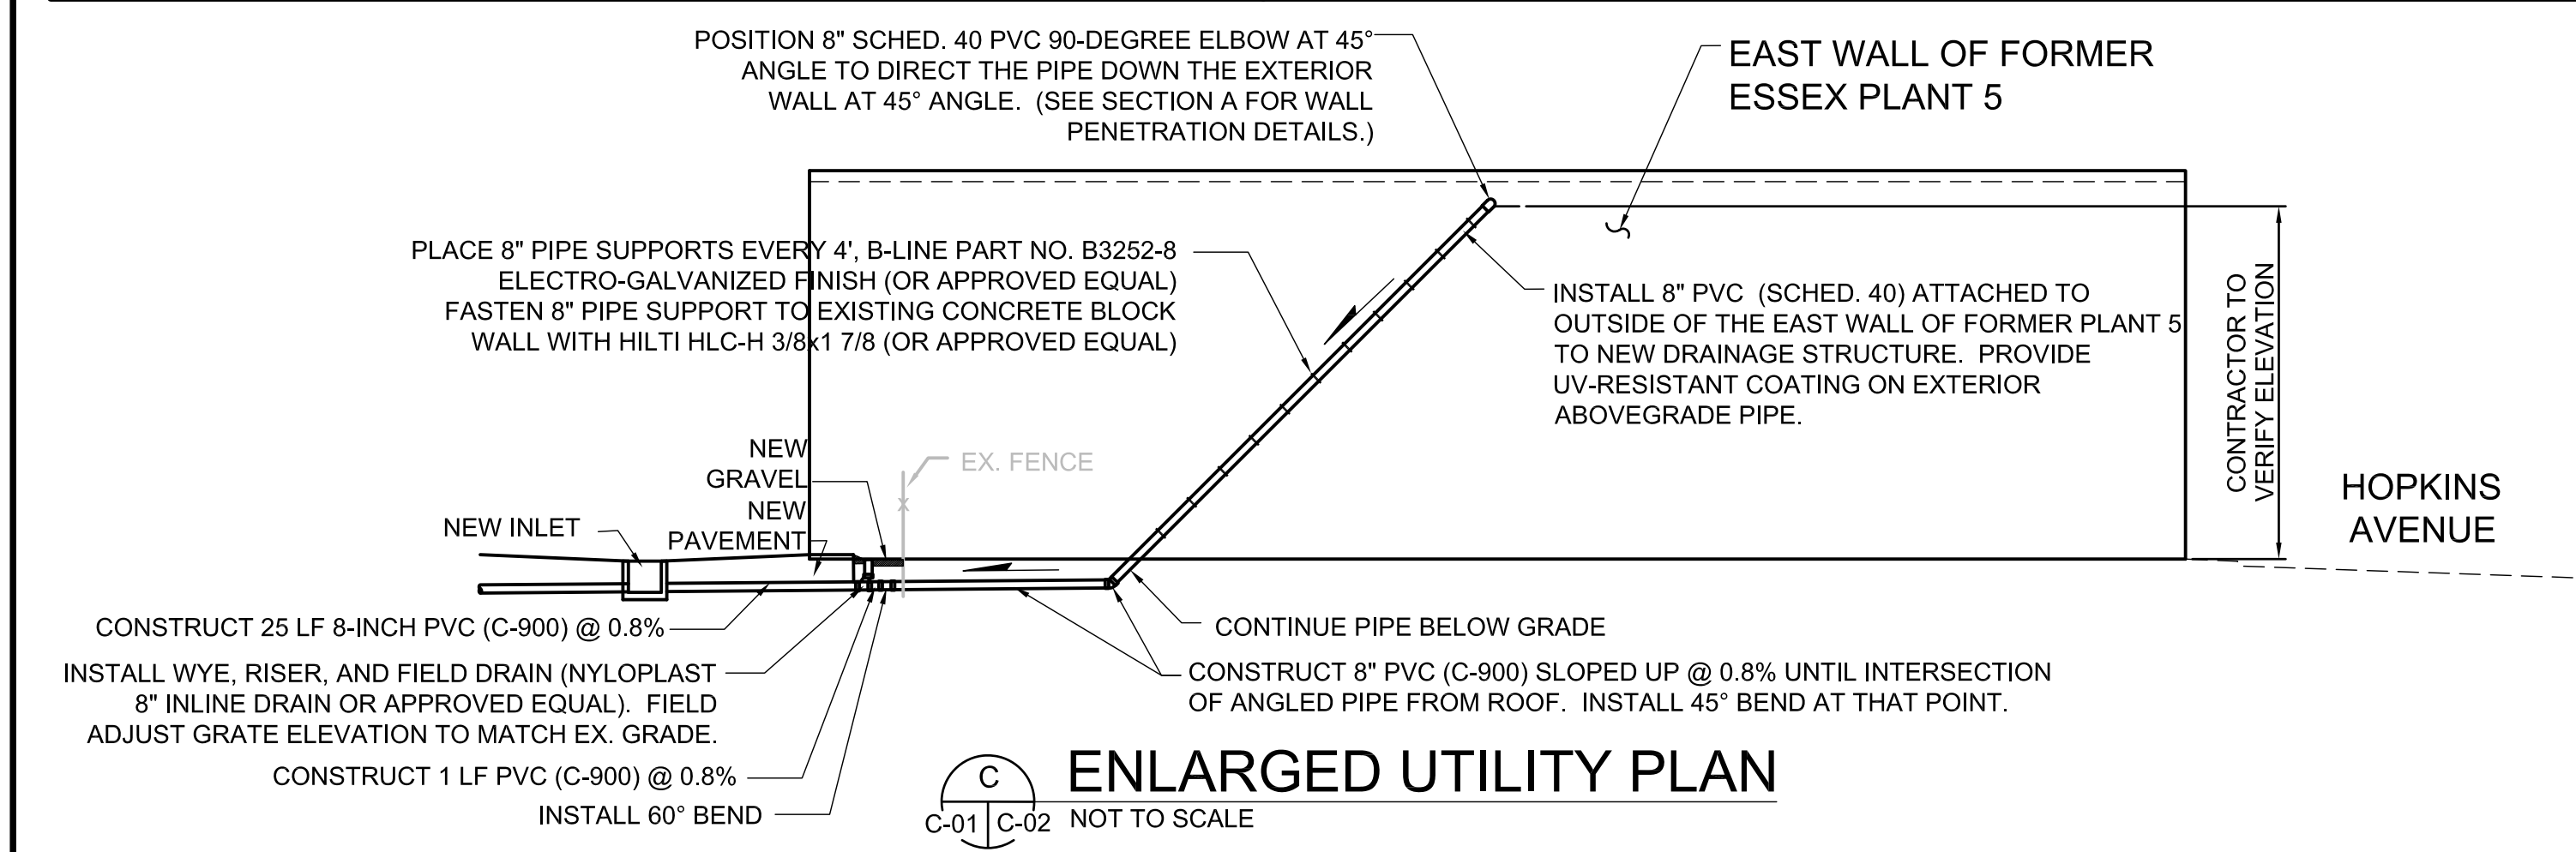 POSITION 8" SCHED. 40 PVC 90-DEGREE ELBOW AT 45°
ANGLE TO DIRECT THE PIPE DOWN THE EXTERIOR
WALL AT 45° ANGLE. (SEE SECTION A FOR WALL
PENETRATION DETAILS.)
EAST WALL OF FORMER
ESSEX PLANT 5
PLACE 8" PIPE SUPPORTS EVERY 4', B-LINE PART NO. B3252-8
ELECTRO-GALVANIZED FINISH (OR APPROVED EQUAL)
FASTEN 8" PIPE SUPPORT TO EXISTING CONCRETE BLOCK
WALL WITH HILTI HLC-H 3/8x1 7/8 (OR APPROVED EQUAL)
INSTALL 8" PVC (SCHED. 40) ATTACHED TO
OUTSIDE OF THE EAST WALL OF FORMER PLANT 5
TO NEW DRAINAGE STRUCTURE. PROVIDE
UV-RESISTANT COATING ON EXTERIOR
ABOVEGRADE PIPE.
CONTRACTOR TO
VERIFY ELEVATION
HOPKINS
AVENUE
NEW
GRAVEL
EX. FENCE
NEW
PAVEMENT
NEW INLET
CONSTRUCT 25 LF 8-INCH PVC (C-900) @ 0.8%
INSTALL WYE, RISER, AND FIELD DRAIN (NYLOPLAST
8" INLINE DRAIN OR APPROVED EQUAL). FIELD
ADJUST GRATE ELEVATION TO MATCH EX. GRADE.
CONSTRUCT 1 LF PVC (C-900) @ 0.8%
INSTALL 60° BEND
CONTINUE PIPE BELOW GRADE
CONSTRUCT 8" PVC (C-900) SLOPED UP @ 0.8% UNTIL INTERSECTION
OF ANGLED PIPE FROM ROOF. INSTALL 45° BEND AT THAT POINT.
C
C-01 C-02
ENLARGED UTILITY PLAN
NOT TO SCALE